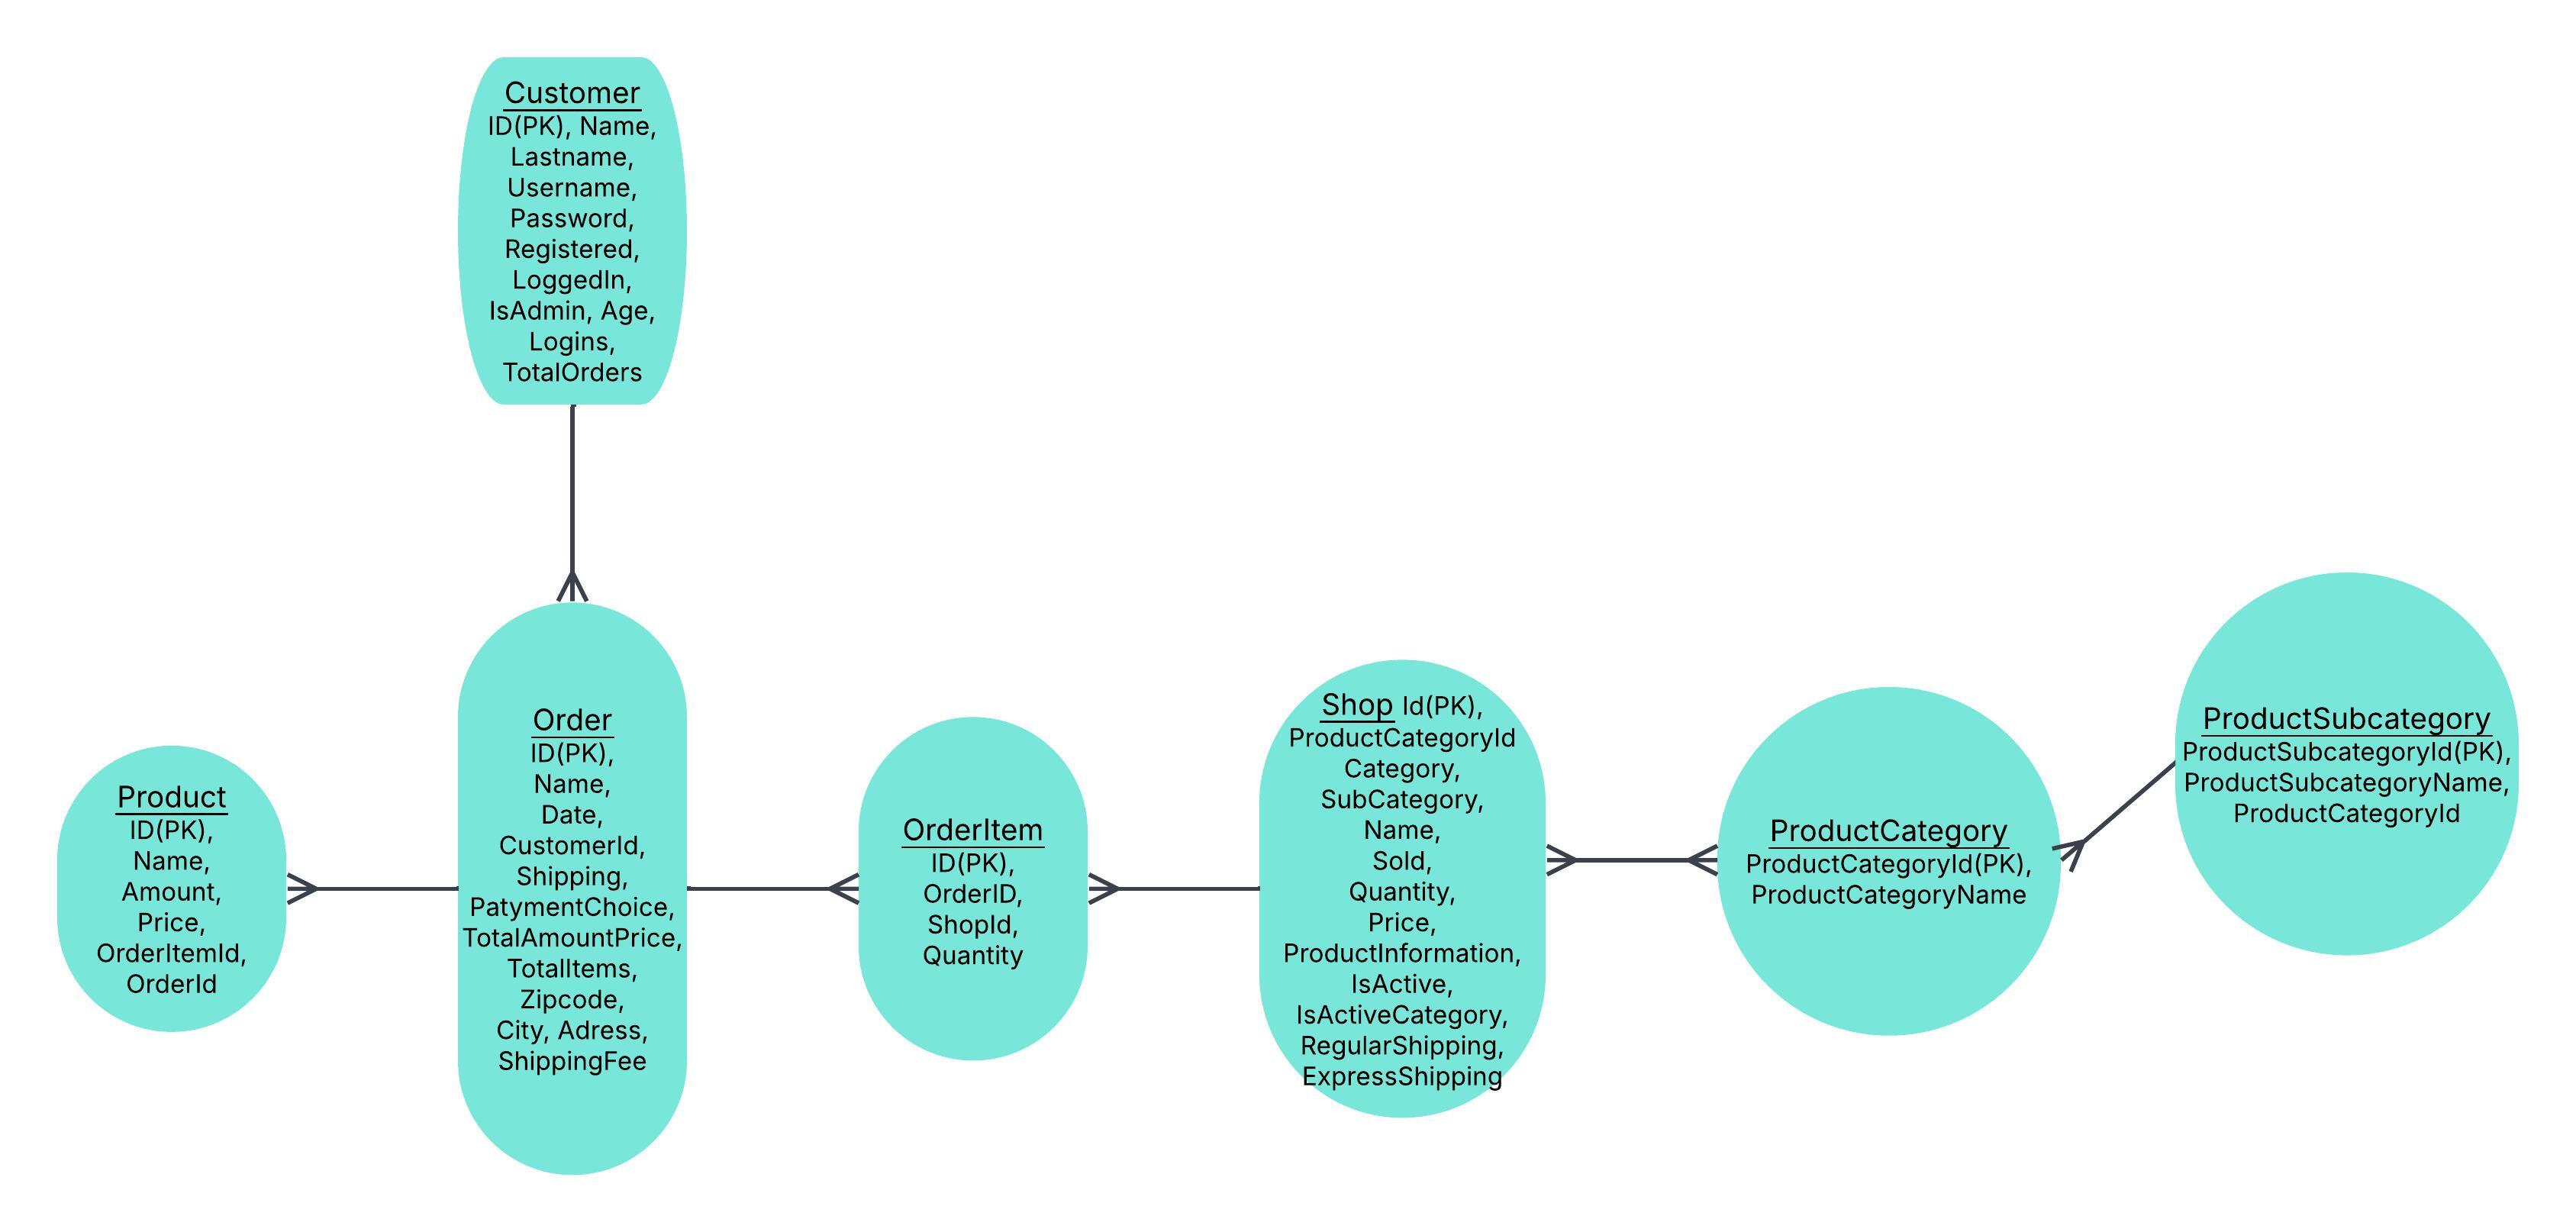 Customer
ID(PK), Name,
Lastname,
Username,
Password,
Registered,
LoggedIn,
IsAdmin, Age,
Logins,
TotalOrders
Product
ID(PK),
Name,
Amount,
Price,
OrderItemId,
OrderId
Order
ID(PK),
Name,
Date,
CustomerId,
Shipping,
PatymentChoice,
TotalAmountPrice,
TotalItems,
Zipcode,
City, Adress,
ShippingFee
OrderItem
ID(PK),
OrderID,
ShopId,
Quantity
Shop Id(PK),
ProductCategoryId
Category,
SubCategory,
Name,
Sold,
Quantity,
Price,
ProductInformation,
IsActive,
IsActiveCategory,
RegularShipping,
ExpressShipping
ProductCategory
ProductCategoryId(PK),
ProductCategoryName
ProductSubcategory
ProductSubcategoryId(PK),
ProductSubcategoryName,
ProductCategoryId